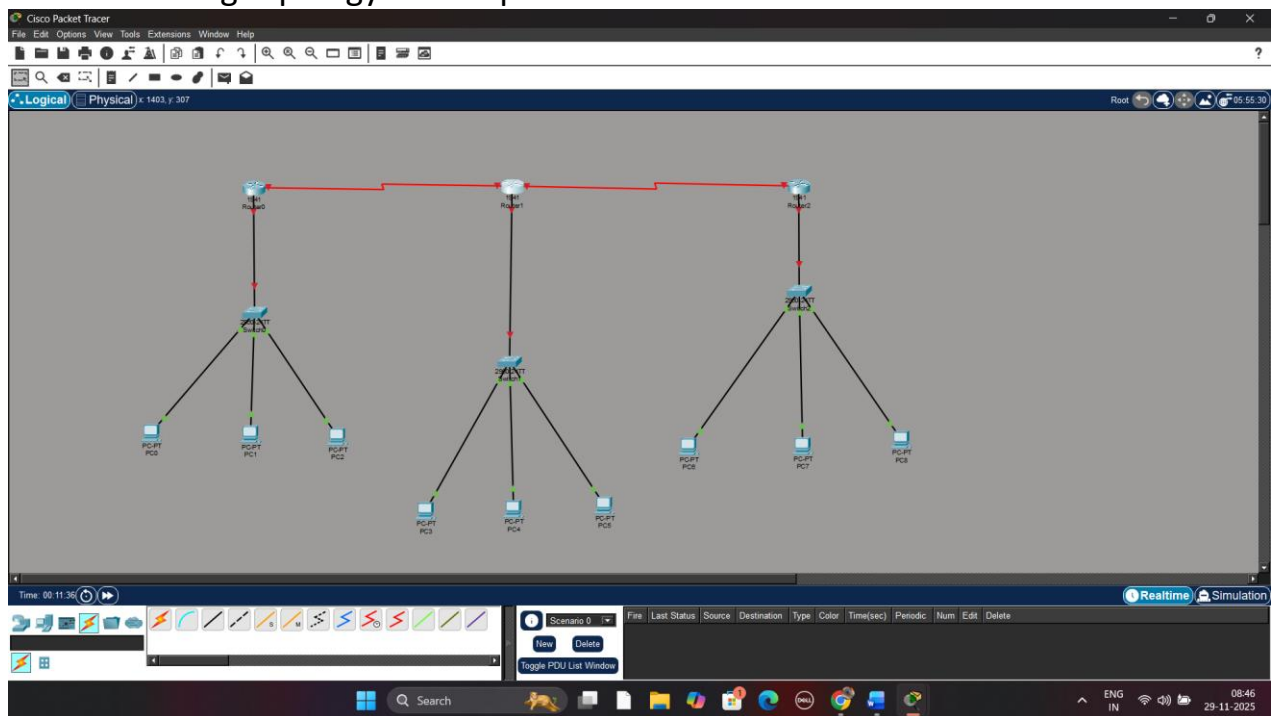 Cisco Packet Tracer
File Edit Options View Tools Extensions Window Help
?
Logical Physical x: 1403, y: 307
Root 05:55:30
1941
Router0
1941
Router1
1941
Router2
Switch0
Switch1
Switch2
PC-PT
PC0
PC-PT
PC1
PC-PT
PC2
PC-PT
PC3
PC-PT
PC4
PC-PT
PC5
PC-PT
PC6
PC-PT
PC7
PC-PT
PC8
Time: 00:11:36
Realtime Simulation
Scenario 0
New Delete
Toggle PDU List Window
Fire Last Status Source Destination Type Color Time(sec) Periodic Num Edit Delete
Search
DELL
ENG
IN
08:46
29-11-2025